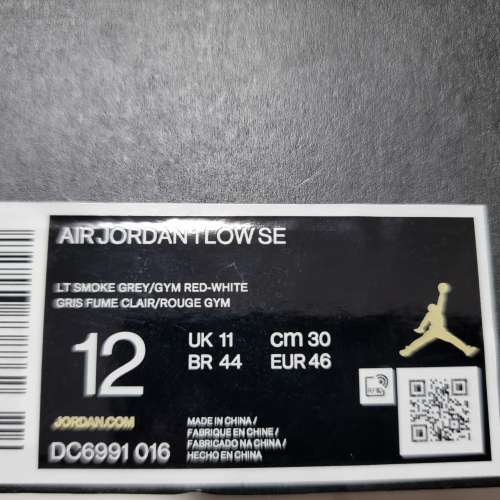 AIR JORDAN 1 LOW SE
LT SMOKE GREY/GYM RED-WHITE
GRIS FUME CLAIR/ROUGE GYM
12
UK 11 CM 30
BR 44 EUR 46
RFID
JORDAN.COM
DC6991 016
MADE IN CHINA /
FABRIQUE EN CHINE /
FABRICADO NA CHINA /
HECHO EN CHINA